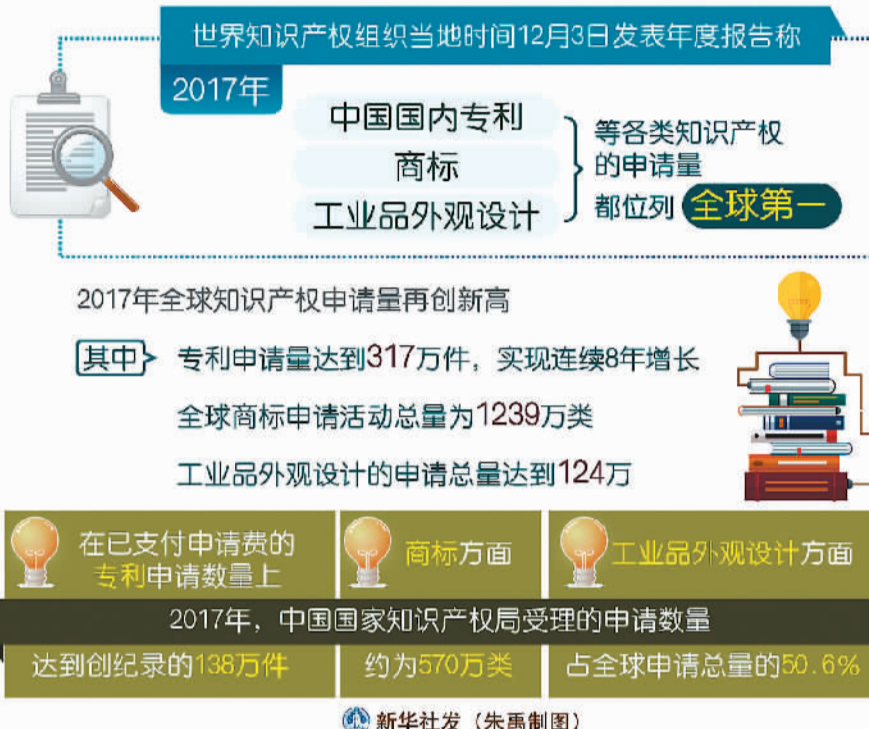 世界知识产权组织当地时间12月3日发表年度报告称
2017年
中国国内专利
商标
工业品外观设计
等各类知识产权
的申请量
都位列 全球第一
2017年全球知识产权申请量再创新高
其中
专利申请量达到317万件，实现连续8年增长
全球商标申请活动总量为1239万类
工业品外观设计的申请总量达到124万
在已支付申请费的
专利申请数量上
商标方面
工业品外观设计方面
2017年，中国国家知识产权局受理的申请数量
达到创纪录的138万件
约为570万类
占全球申请总量的50.6%
新华社发（朱禹制图）